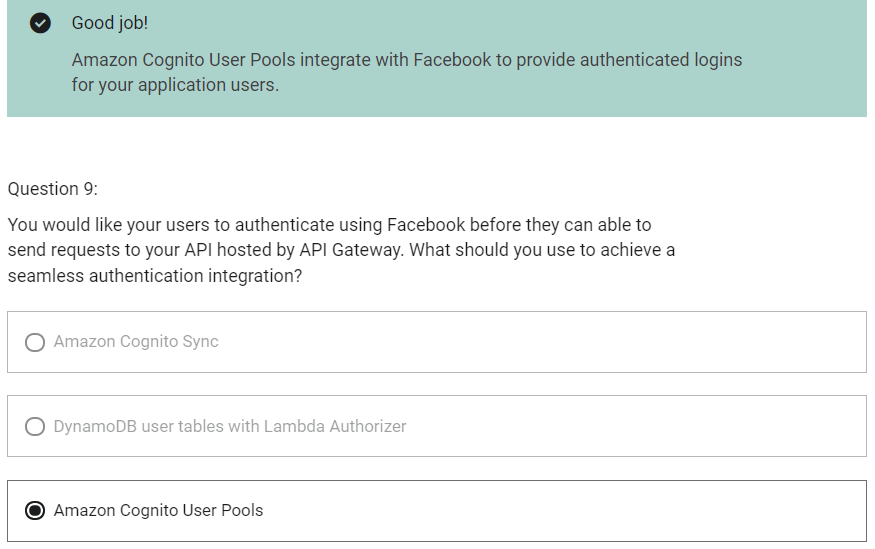 Good job!
Amazon Cognito User Pools integrate with Facebook to provide authenticated logins
for your application users.
Question 9:
You would like your users to authenticate using Facebook before they can able to
send requests to your API hosted by API Gateway. What should you use to achieve a
seamless authentication integration?
Amazon Cognito Sync
DynamoDB user tables with Lambda Authorizer
Amazon Cognito User Pools